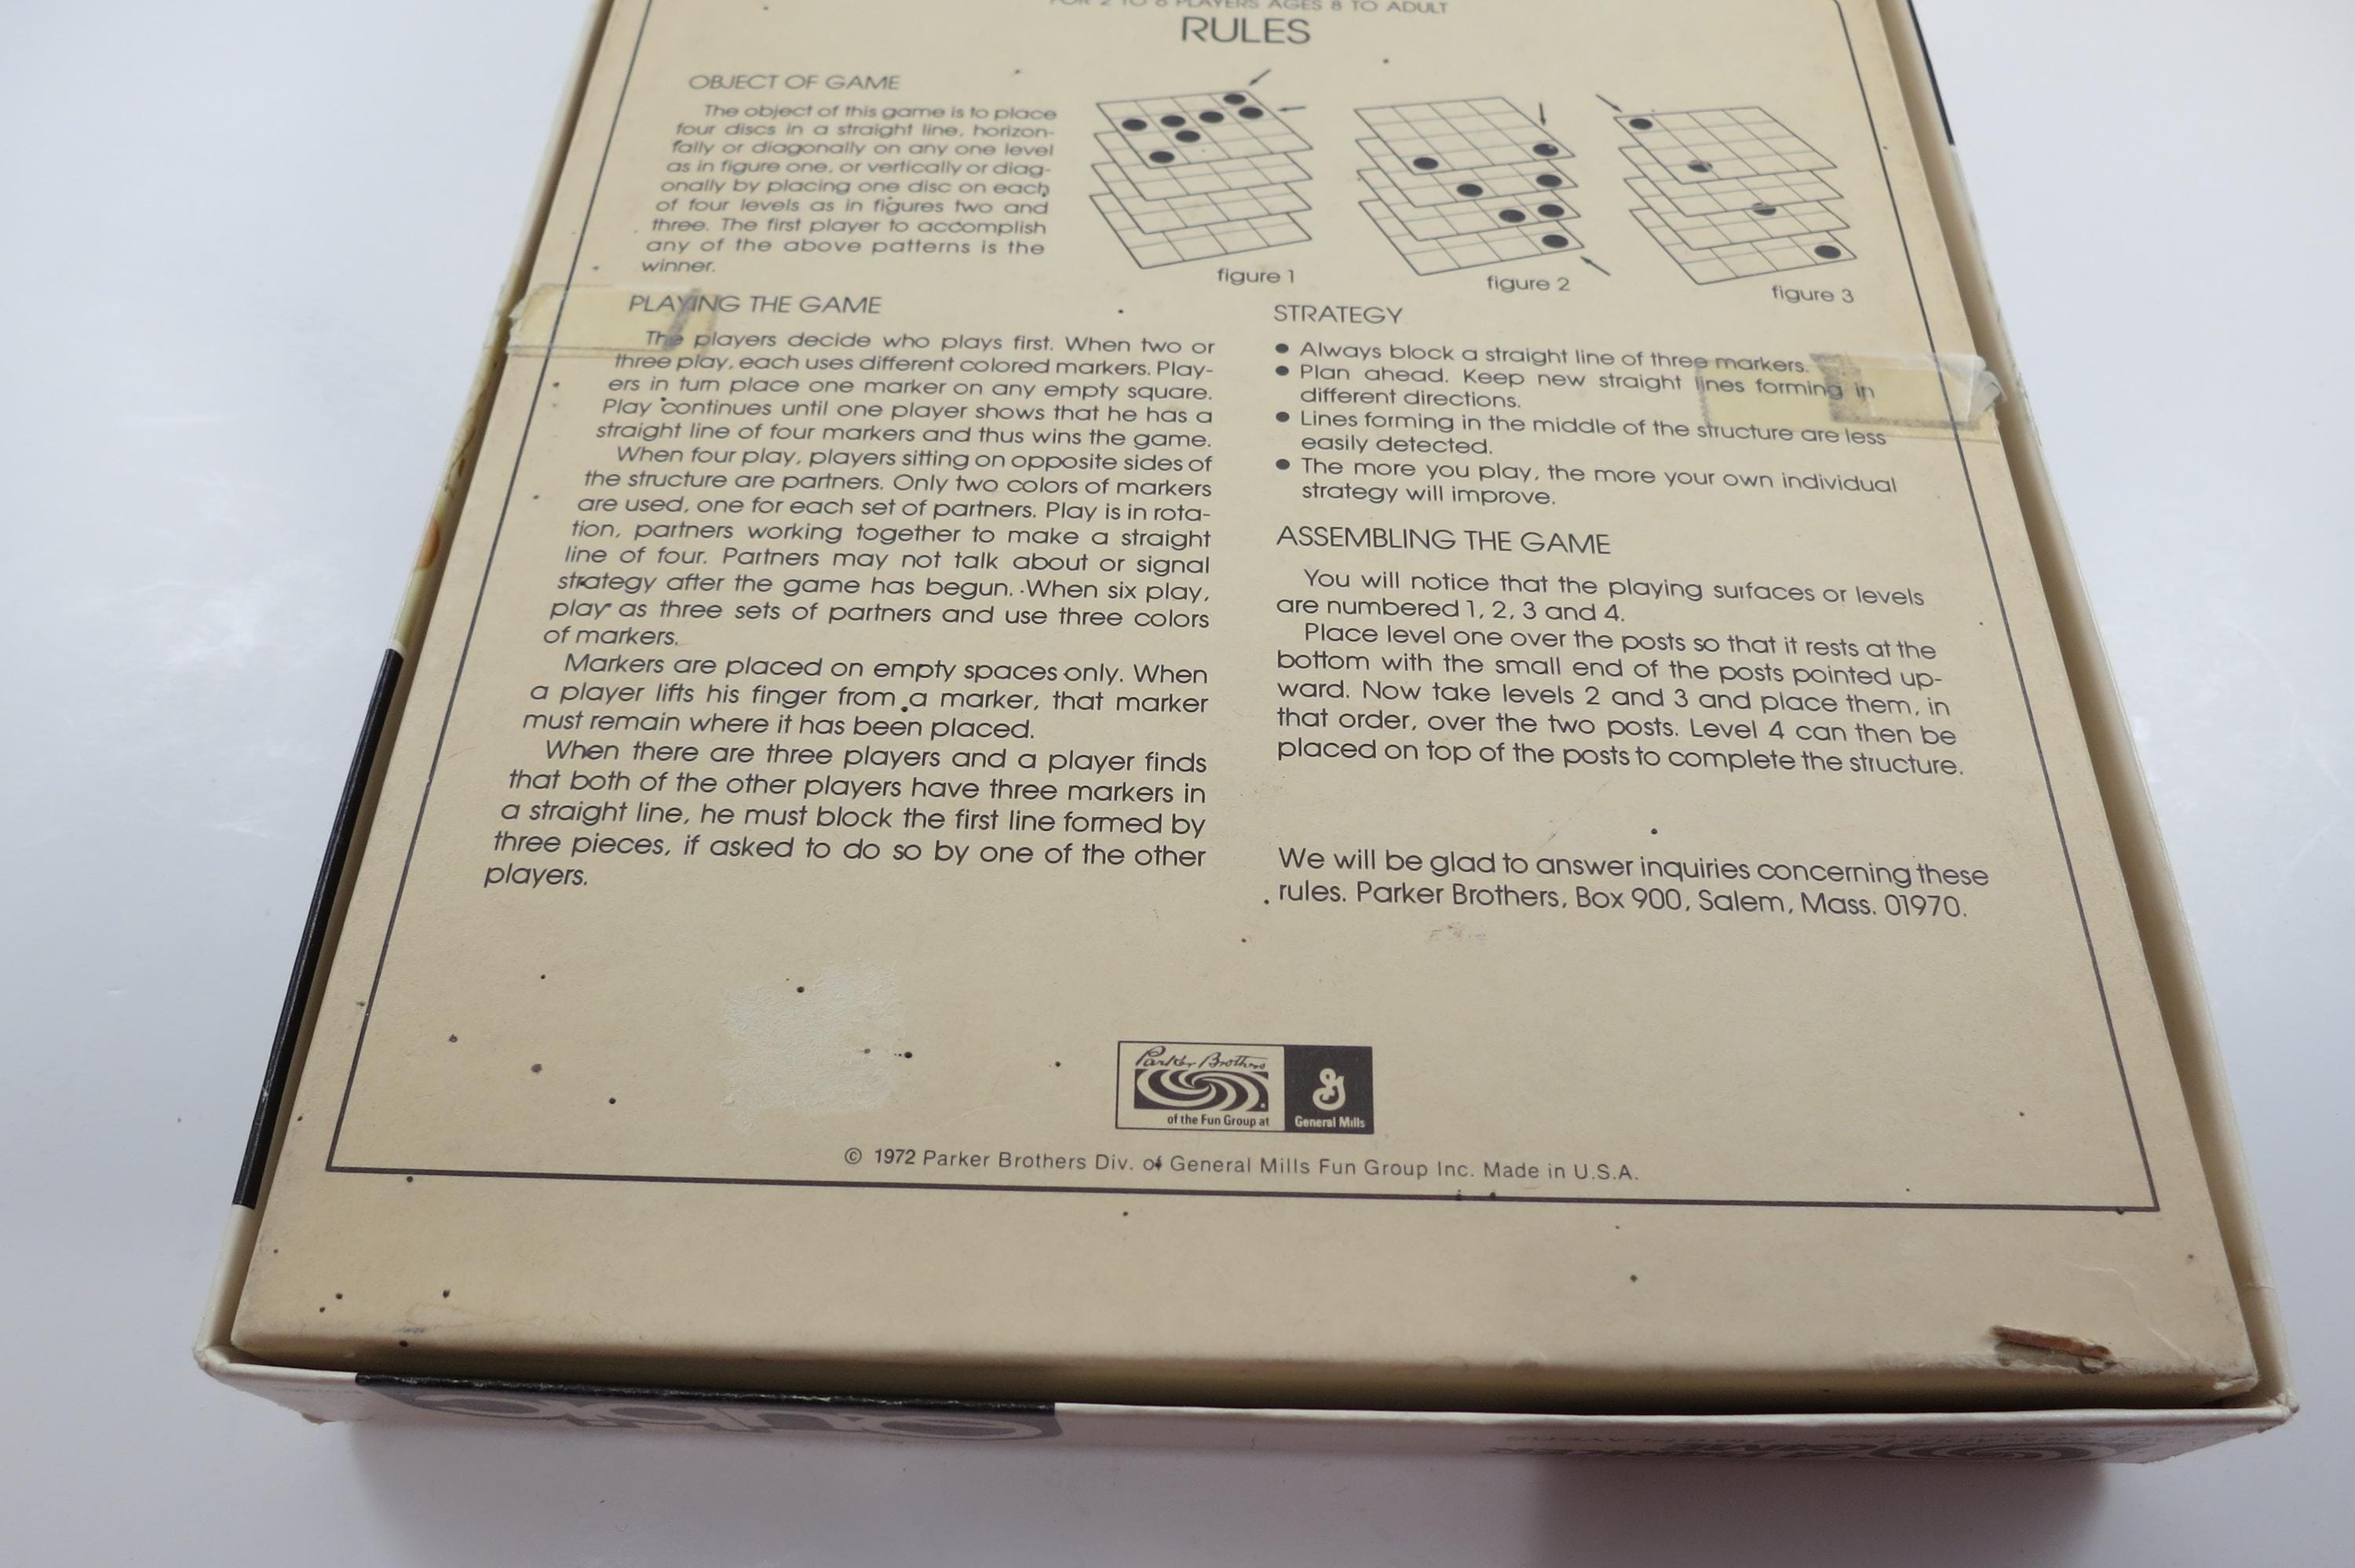 FOR 2 TO 6 PLAYERS AGES 8 TO ADULT
RULES
OBJECT OF GAME
The object of this game is to place
four discs in a straight line, horizon-
tally or diagonally on any one level
as in figure one, or vertically or diag-
onally by placing one disc on each
of four levels as in figures two and
three. The first player to accomplish
any of the above patterns is the
winner.
figure 1
figure 2
figure 3
PLAYING THE GAME
The players decide who plays first. When two or
three play, each uses different colored markers. Play-
ers in turn place one marker on any empty square.
Play continues until one player shows that he has a
straight line of four markers and thus wins the game.
When four play, players sitting on opposite sides of
the structure are partners. Only two colors of markers
are used, one for each set of partners. Play is in rota-
tion, partners working together to make a straight
line of four. Partners may not talk about or signal
strategy after the game has begun. When six play,
play as three sets of partners and use three colors
of markers.
Markers are placed on empty spaces only. When
a player lifts his finger from a marker, that marker
must remain where it has been placed.
When there are three players and a player finds
that both of the other players have three markers in
a straight line, he must block the first line formed by
three pieces, if asked to do so by one of the other
players.
STRATEGY
● Always block a straight line of three markers.
● Plan ahead. Keep new straight lines forming in
different directions.
● Lines forming in the middle of the structure are less
easily detected.
● The more you play, the more your own individual
strategy will improve.
ASSEMBLING THE GAME
You will notice that the playing surfaces or levels
are numbered 1, 2, 3 and 4.
Place level one over the posts so that it rests at the
bottom with the small end of the posts pointed up-
ward. Now take levels 2 and 3 and place them, in
that order, over the two posts. Level 4 can then be
placed on top of the posts to complete the structure.
We will be glad to answer inquiries concerning these
rules. Parker Brothers, Box 900, Salem, Mass. 01970.
Parker Brothers
of the Fun Group at
General Mills
© 1972 Parker Brothers Div. of General Mills Fun Group Inc. Made in U.S.A.